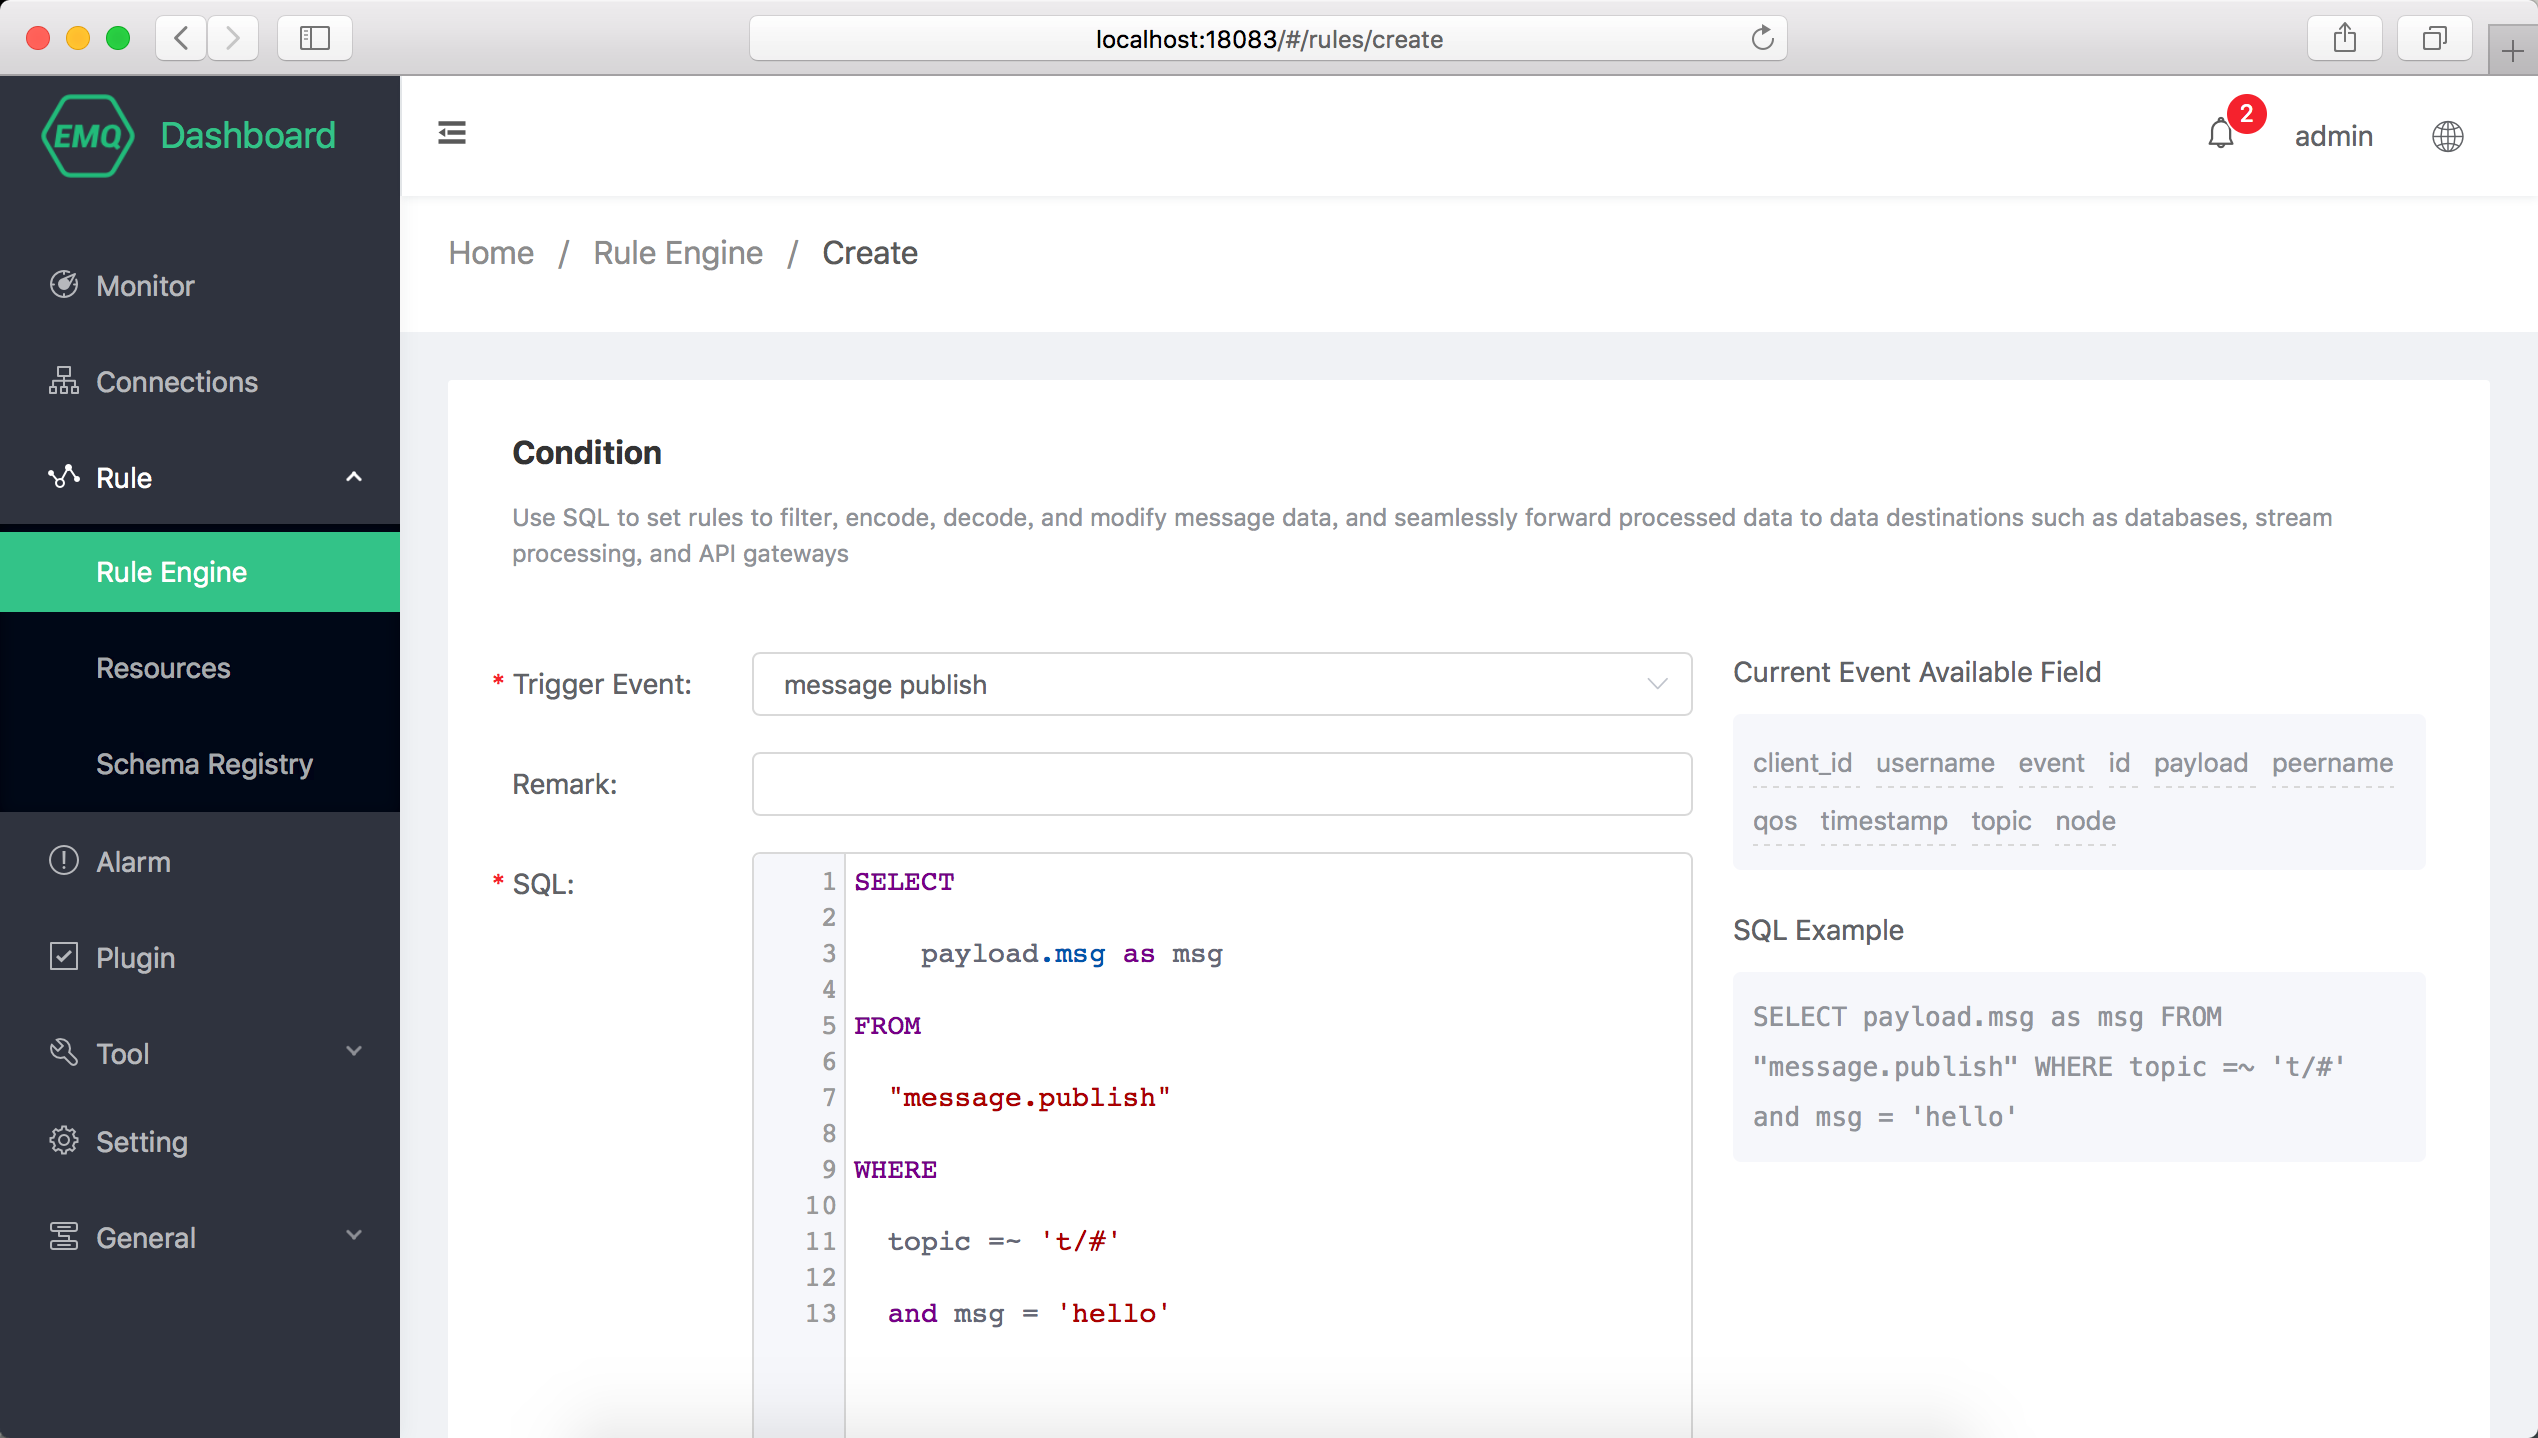 localhost:18083/#/rules/create
EMQ Dashboard
2
admin
Home / Rule Engine / Create
Monitor
Connections
Rule
Rule Engine
Resources
Schema Registry
Alarm
Plugin
Tool
Setting
General
Condition
Use SQL to set rules to filter, encode, decode, and modify message data, and seamlessly forward processed data to data destinations such as databases, stream
processing, and API gateways
* Trigger Event: message publish
Remark:
* SQL:
1 SELECT
2
3 payload.msg as msg
4
5 FROM
6
7 "message.publish"
8
9 WHERE
10
11 topic =~ 't/#'
12
13 and msg = 'hello'
Current Event Available Field
client_id username event id payload peername
qos timestamp topic node
SQL Example
SELECT payload.msg as msg FROM
"message.publish" WHERE topic =~ 't/#'
and msg = 'hello'